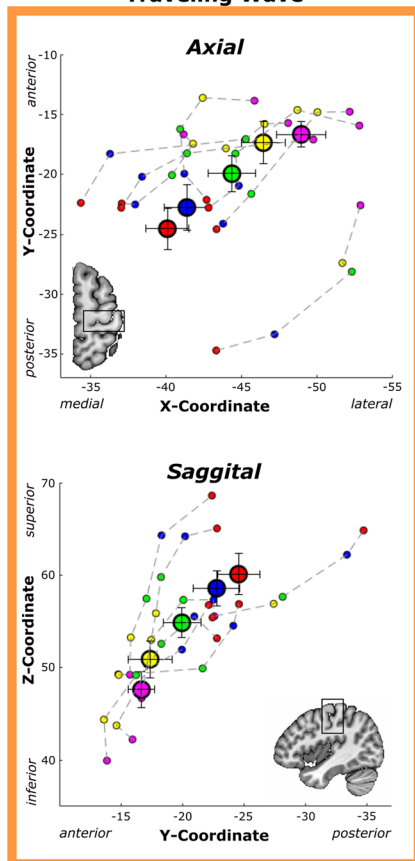 Traveling Wave
Axial
anterior
Y-Coordinate
posterior
-10
-15
-20
-25
-30
-35
-35
-40
-45
-50
-55
medial
X-Coordinate
lateral
Saggital
superior
Z-Coordinate
inferior
70
60
50
40
-15
-20
-25
-30
-35
anterior
Y-Coordinate
posterior